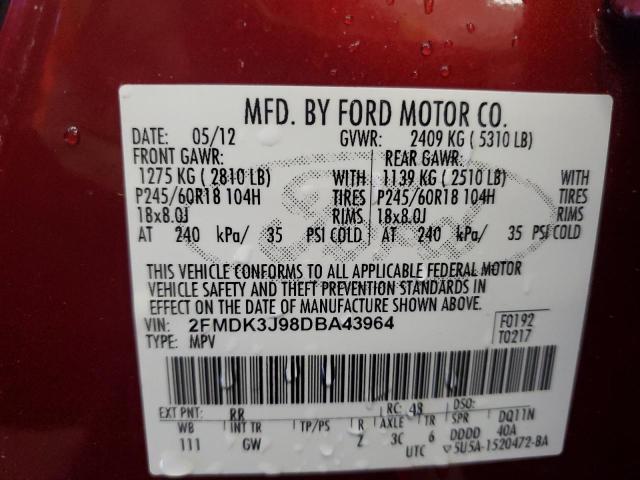 MFD. BY FORD MOTOR CO.
DATE: 05/12 GVWR: 2409 KG ( 5310 LB)
FRONT GAWR: REAR GAWR:
1275 KG ( 2810 LB) WITH 1139 KG ( 2510 LB) WITH
P245/60R18 104H TIRES P245/60R18 104H TIRES
18x8.0J RIMS 18x8.0J RIMS
AT 240 kPa/ 35 PSI COLD AT 240 kPa/ 35 PSI COLD
THIS VEHICLE CONFORMS TO ALL APPLICABLE FEDERAL MOTOR
VEHICLE SAFETY AND THEFT PREVENTION STANDARDS IN
EFFECT ON THE DATE OF MANUFACTURE SHOWN ABOVE.
VIN: 2FMDK3J98DBA43964 F0192
TYPE: MPV T0217
EXT PNT: RR RC: 48 DSO:
WB INT TR TP/PS R AXLE TR SPR DQ11N
111 GW Z 3C 6 DDDD 40A
UTC 5U5A-1520472-BA